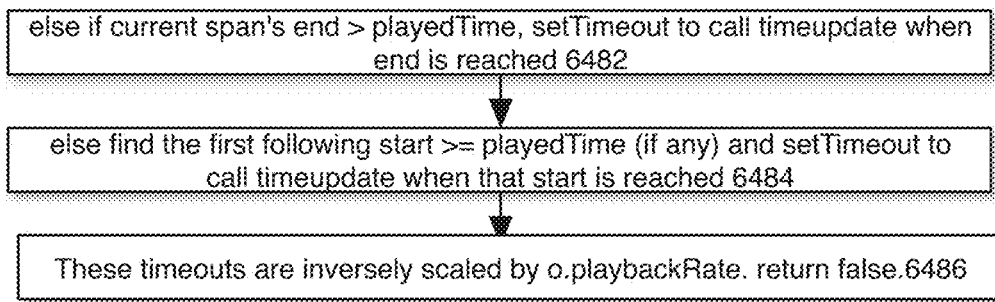 else if current span's end > playedTime, setTimeout to call timeupdate when
end is reached 6482
else find the first following start >= playedTime (if any) and setTimeout to
call timeupdate when that start is reached 6484
These timeouts are inversely scaled by o.playbackRate. return false.6486